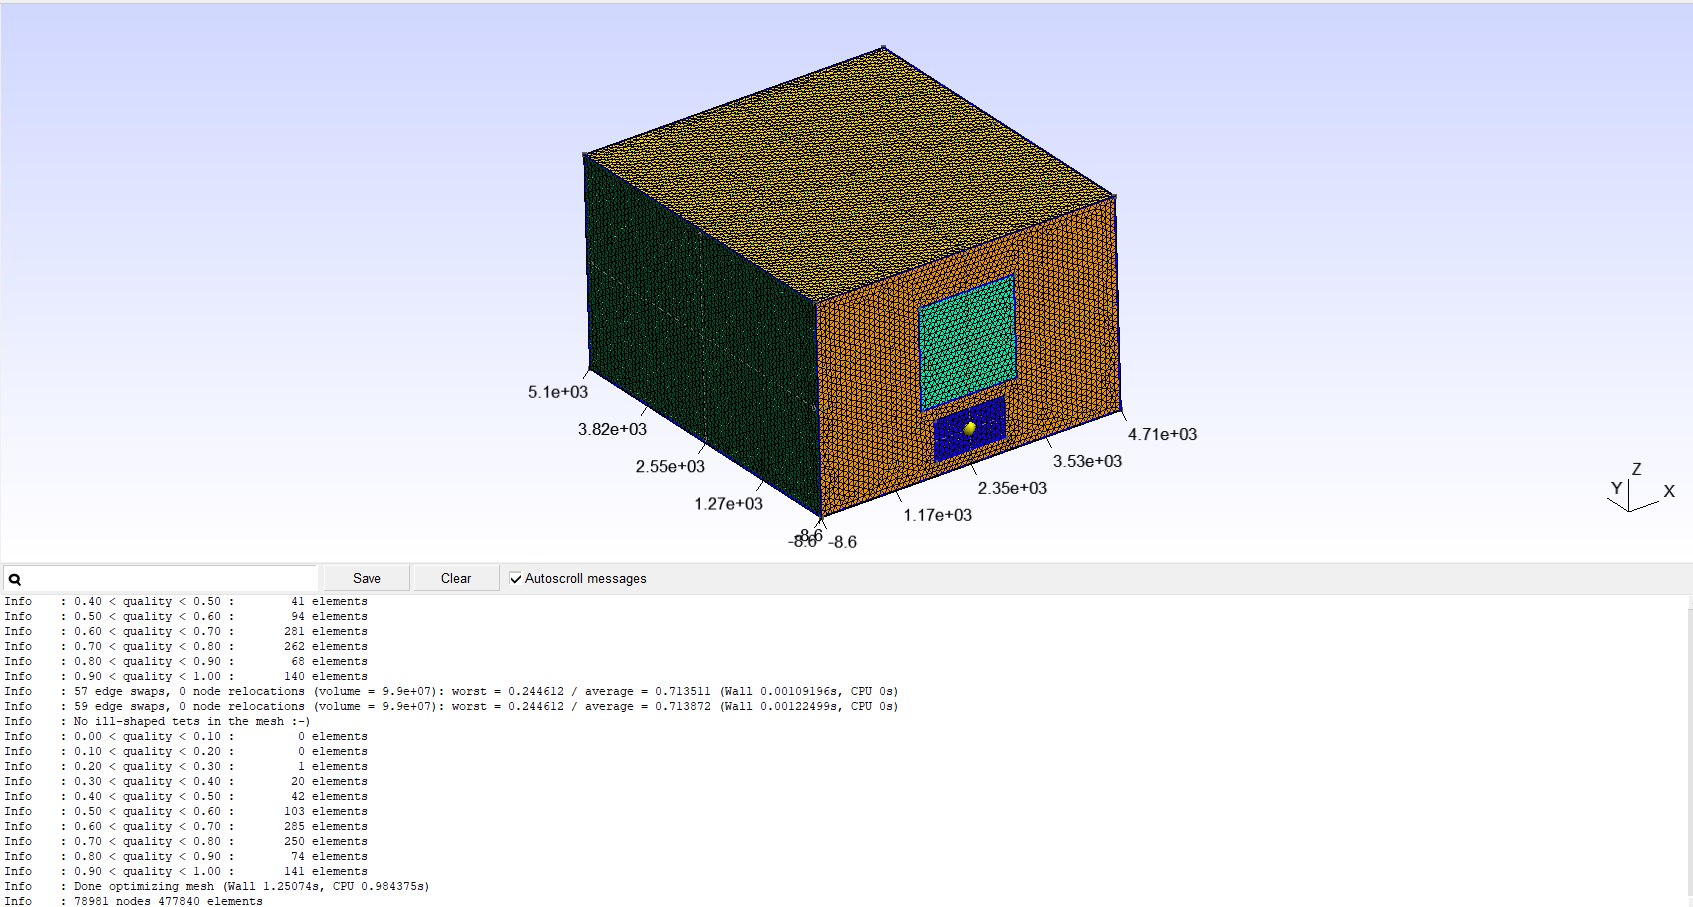 5.1e+03
3.82e+03
2.55e+03
1.27e+03
-8.6
-8.6
-8.6
1.17e+03
2.35e+03
3.53e+03
4.71e+03
Z
Y
X
Save Clear Autoscroll messages
Info : 0.40 < quality < 0.50 : 41 elements
Info : 0.50 < quality < 0.60 : 94 elements
Info : 0.60 < quality < 0.70 : 281 elements
Info : 0.70 < quality < 0.80 : 262 elements
Info : 0.80 < quality < 0.90 : 68 elements
Info : 0.90 < quality < 1.00 : 140 elements
Info : 57 edge swaps, 0 node relocations (volume = 9.9e+07): worst = 0.244612 / average = 0.713511 (Wall 0.00109196s, CPU 0s)
Info : 59 edge swaps, 0 node relocations (volume = 9.9e+07): worst = 0.244612 / average = 0.713872 (Wall 0.00122499s, CPU 0s)
Info : No ill-shaped tets in the mesh :-)
Info : 0.00 < quality < 0.10 : 0 elements
Info : 0.10 < quality < 0.20 : 0 elements
Info : 0.20 < quality < 0.30 : 1 elements
Info : 0.30 < quality < 0.40 : 20 elements
Info : 0.40 < quality < 0.50 : 42 elements
Info : 0.50 < quality < 0.60 : 103 elements
Info : 0.60 < quality < 0.70 : 285 elements
Info : 0.70 < quality < 0.80 : 250 elements
Info : 0.80 < quality < 0.90 : 74 elements
Info : 0.90 < quality < 1.00 : 141 elements
Info : Done optimizing mesh (Wall 1.25074s, CPU 0.984375s)
Info : 78981 nodes 477840 elements